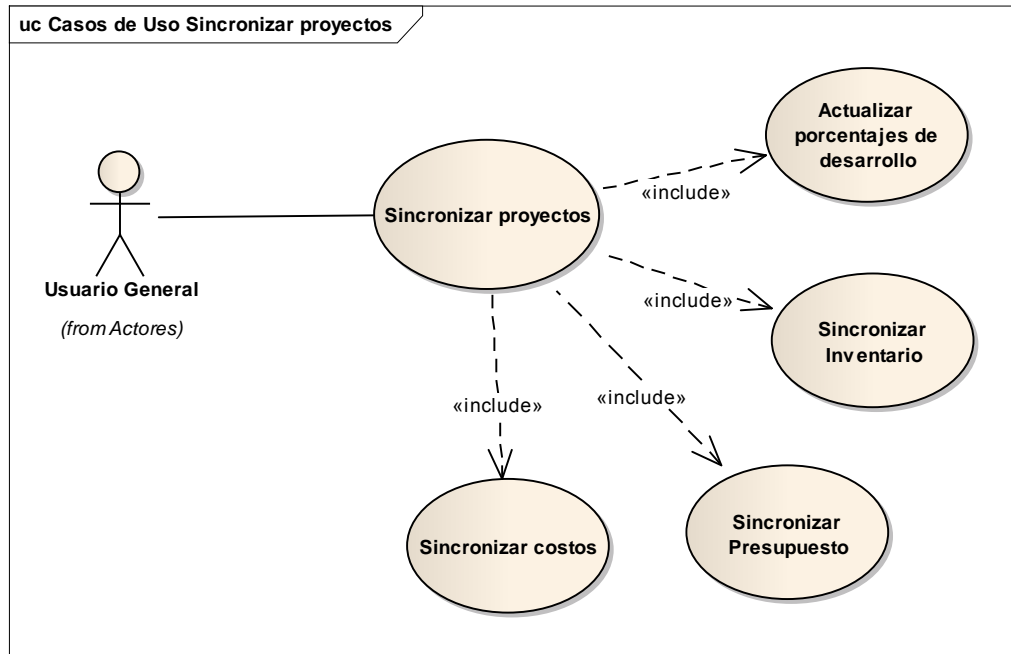 uc Casos de Uso Sincronizar proyectos
Actualizar
porcentajes de
desarrollo
«include»
Sincronizar proyectos
Usuario General
(from Actores)
«include»
Sincronizar
Inventario
«include»
«include»
Sincronizar costos
Sincronizar
Presupuesto